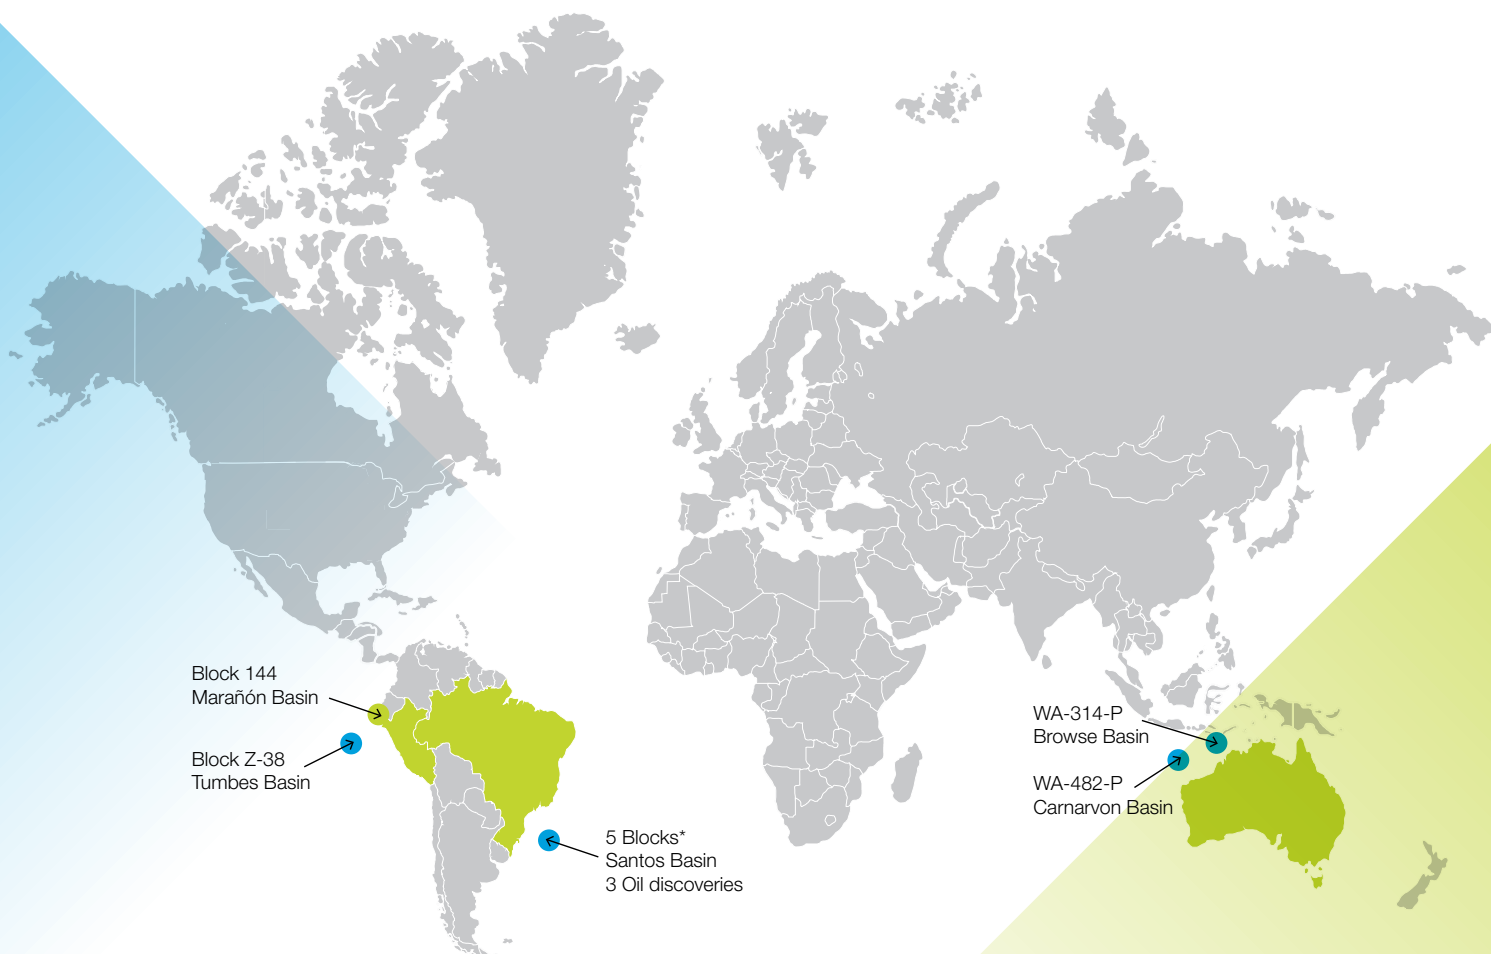 Block 144
Marañón Basin
Block Z-38
Tumbes Basin
5 Blocks*
Santos Basin
3 Oil discoveries
WA-314-P
Browse Basin
WA-482-P
Carnarvon Basin